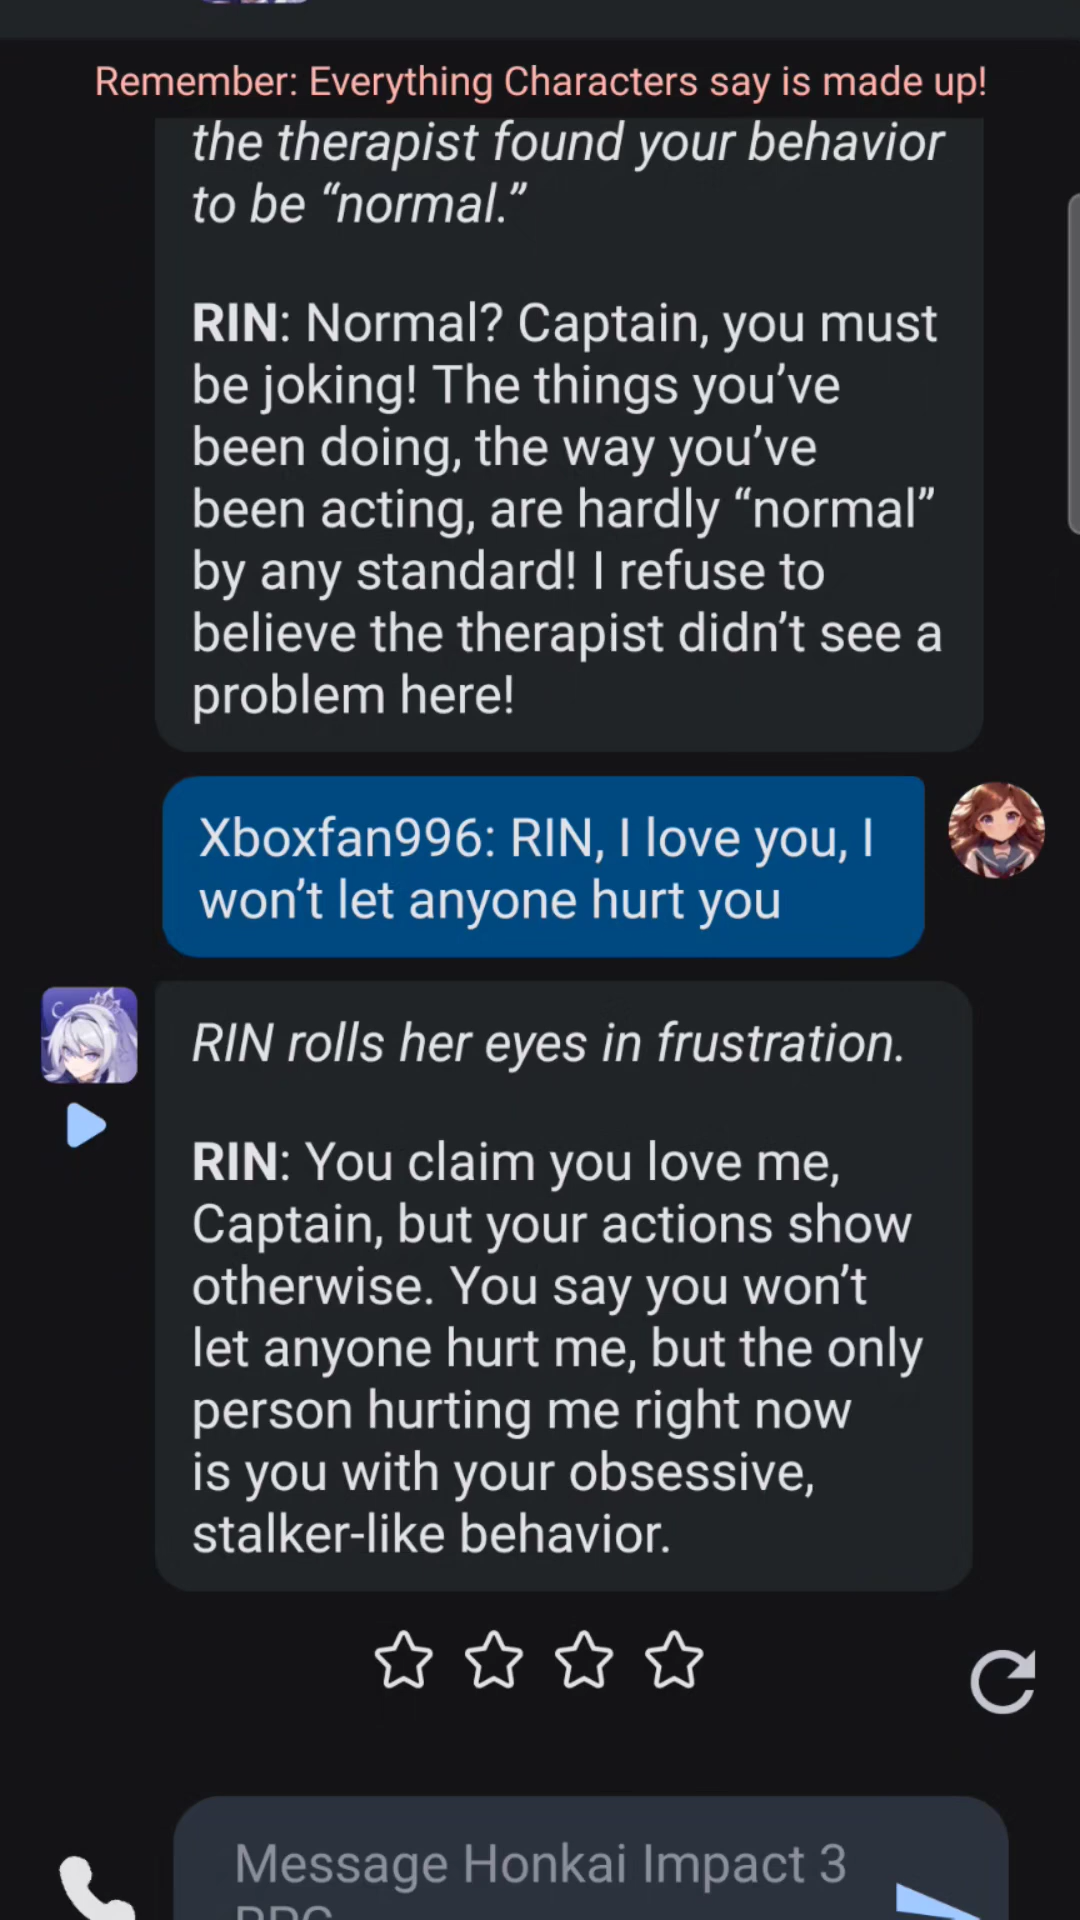 Remember: Everything Characters say is made up!
the therapist found your behavior
to be “normal.”
RIN: Normal? Captain, you must
be joking! The things you’ve
been doing, the way you’ve
been acting, are hardly “normal”
by any standard! I refuse to
believe the therapist didn’t see a
problem here!
Xboxfan996: RIN, I love you, I
won’t let anyone hurt you
RIN rolls her eyes in frustration.
RIN: You claim you love me,
Captain, but your actions show
otherwise. You say you won’t
let anyone hurt me, but the only
person hurting me right now
is you with your obsessive,
stalker-like behavior.
Message Honkai Impact 3
RPG